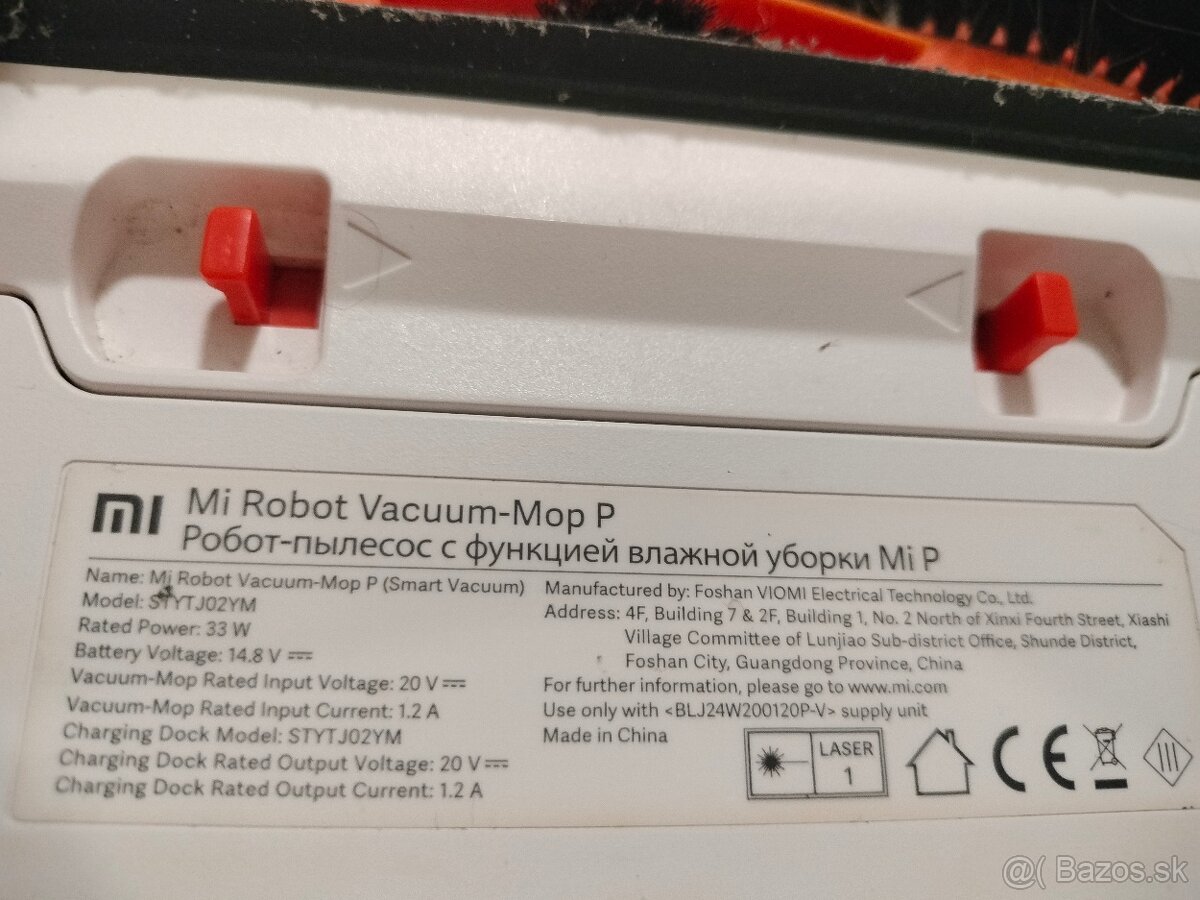 mi Mi Robot Vacuum-Mop P
Робот-пылесос с функцией влажной уборки Mi P
Name: Mi Robot Vacuum-Mop P (Smart Vacuum)
Model: STYTJ02YM
Rated Power: 33 W
Battery Voltage: 14.8 V
Vacuum-Mop Rated Input Voltage: 20 V
Vacuum-Mop Rated Input Current: 1.2 A
Charging Dock Model: STYTJ02YM
Charging Dock Rated Output Voltage: 20 V
Charging Dock Rated Output Current: 1.2 A
Manufactured by: Foshan VIOMI Electrical Technology Co., Ltd.
Address: 4F, Building 7 & 2F, Building 1, No. 2 North of Xinxi Fourth Street, Xiashi
Village Committee of Lunjiao Sub-district Office, Shunde District,
Foshan City, Guangdong Province, China
For further information, please go to www.mi.com
Use only with <BLJ24W200120P-V> supply unit
Made in China
LASER
1
CE
@( Bazos.sk